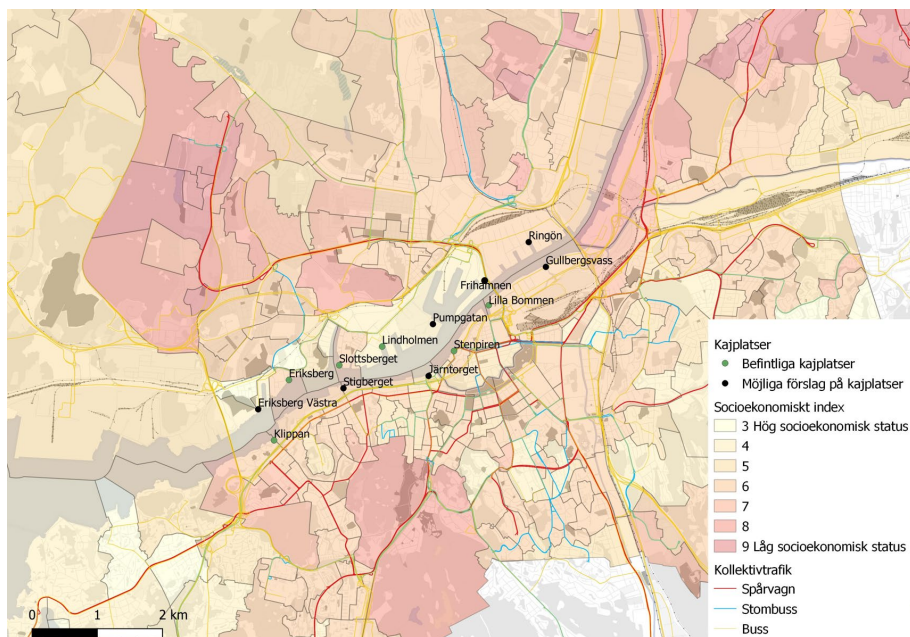 Ringön
Gullbergsvass
Frihamnen
Lilla Bommen
Pumpgatan
Lindholmen
Stenpiren
Slottsberget
Järntorget
Eriksberg
Stigberget
Eriksberg Västra
Klippan
Kajplatser
Befintliga kajplatser
Möjliga förslag på kajplatser
Socioekonomiskt index
3 Hög socioekonomisk status
4
5
6
7
8
9 Låg socioekonomisk status
Kollektivtrafik
Spårvagn
Stombuss
Buss
0 1 2 km